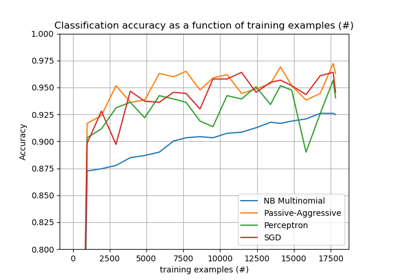 Classification accuracy as a function of training examples (#)
1.000
0.975
0.950
0.925
0.900
0.875
0.850
0.825
0.800
Accuracy
NB Multinomial
Passive-Aggressive
Perceptron
SGD
0 2500 5000 7500 10000 12500 15000 17500
training examples (#)